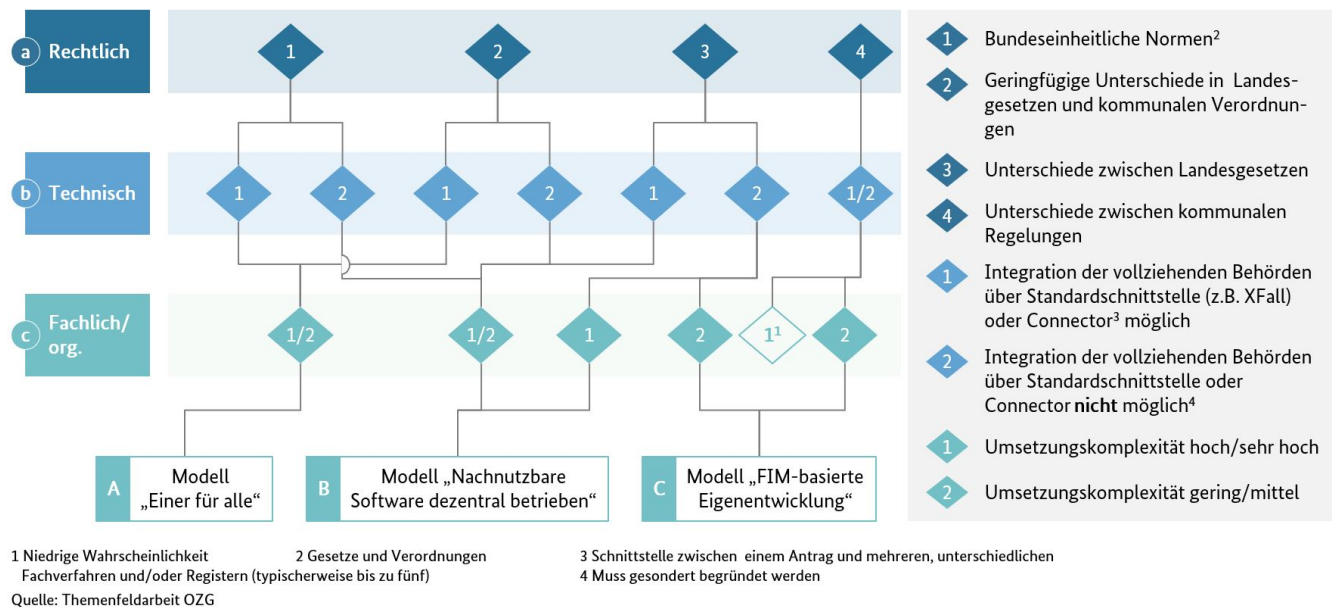 a Rechtlich
1 2 3 4
b Technisch
1 2 1 2 1 2 1/2
c Fachlich/
org.
1/2 1/2 1 2 1¹ 2
A Modell
„Einer für alle“
B Modell „Nachnutzbare
Software dezentral betrieben“
C Modell „FIM-basierte
Eigenentwicklung“
1 Bundeseinheitliche Normen²
2 Geringfügige Unterschiede in Landes-
gesetzen und kommunalen Verordnun-
gen
3 Unterschiede zwischen Landesgesetzen
4 Unterschiede zwischen kommunalen
Regelungen
1 Integration der vollziehenden Behörden
über Standardschnittstelle (z.B. XFall)
oder Connector³ möglich
2 Integration der vollziehenden Behörden
über Standardschnittstelle oder
Connector nicht möglich⁴
1 Umsetzungskomplexität hoch/sehr hoch
2 Umsetzungskomplexität gering/mittel
1 Niedrige Wahrscheinlichkeit 2 Gesetze und Verordnungen 3 Schnittstelle zwischen einem Antrag und mehreren, unterschiedlichen
Fachverfahren und/oder Registern (typischerweise bis zu fünf) 4 Muss gesondert begründet werden
Quelle: Themenfeldarbeit OZG